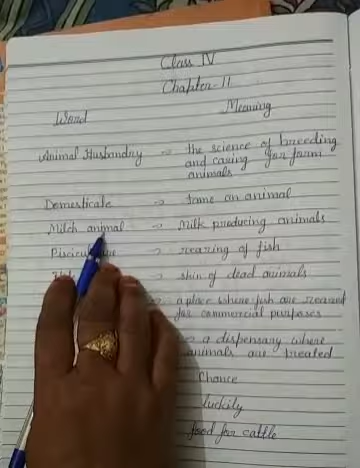 Class IV
Chapter-11
Word Meaning
Animal Husbandry -> the science of breeding
and caring for farm
animals
Domesticate -> tame an animal
Milch animal -> Milk producing animals
-> rearing of fish
-> skin of dead animals
a place where fish are reared
for commercial purposes
-> a dispensary where
animals are treated
Chance
luckily
food for cattle